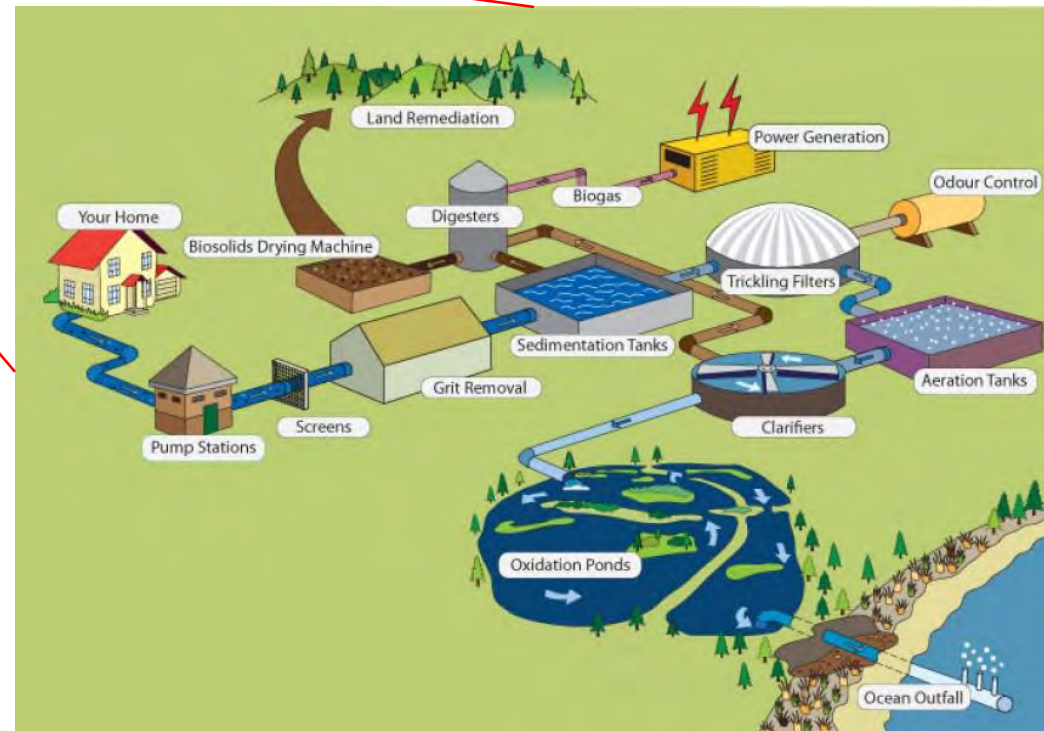 Land Remediation
Power Generation
Biogas
Odour Control
Your Home
Digesters
Biosolids Drying Machine
Trickling Filters
Sedimentation Tanks
Grit Removal
Aeration Tanks
Screens
Clarifiers
Pump Stations
Oxidation Ponds
Ocean Outfall